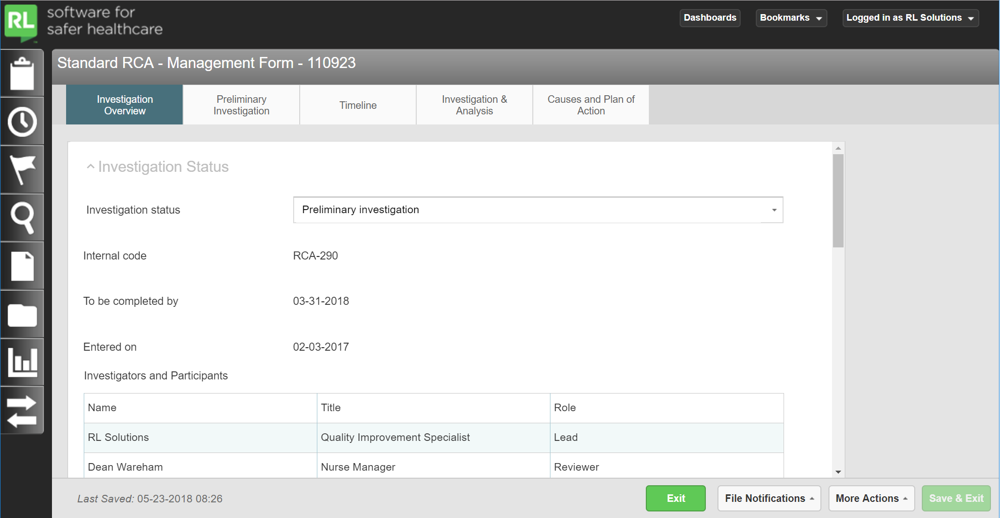 RL software for
safer healthcare
Dashboards Bookmarks Logged in as RL Solutions
Standard RCA - Management Form - 110923
Investigation
Overview
Preliminary
Investigation
Timeline
Investigation &
Analysis
Causes and Plan of
Action
Investigation Status
Investigation status Preliminary investigation
Internal code RCA-290
To be completed by 03-31-2018
Entered on 02-03-2017
Investigators and Participants
Name Title Role
RL Solutions Quality Improvement Specialist Lead
Dean Wareham Nurse Manager Reviewer
Last Saved: 05-23-2018 08:26 Exit File Notifications More Actions Save & Exit